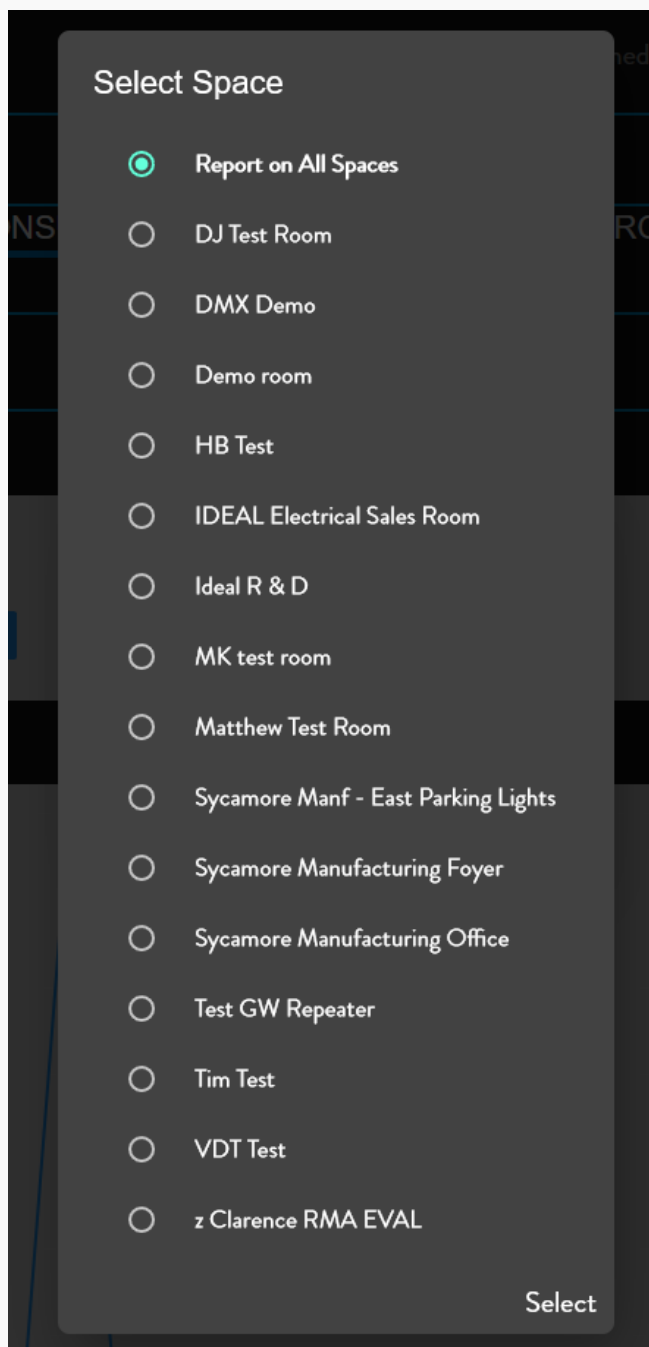 Select Space
Report on All Spaces
DJ Test Room
DMX Demo
Demo room
HB Test
IDEAL Electrical Sales Room
Ideal R & D
MK test room
Matthew Test Room
Sycamore Manf - East Parking Lights
Sycamore Manufacturing Foyer
Sycamore Manufacturing Office
Test GW Repeater
Tim Test
VDT Test
z Clarence RMA EVAL
Select